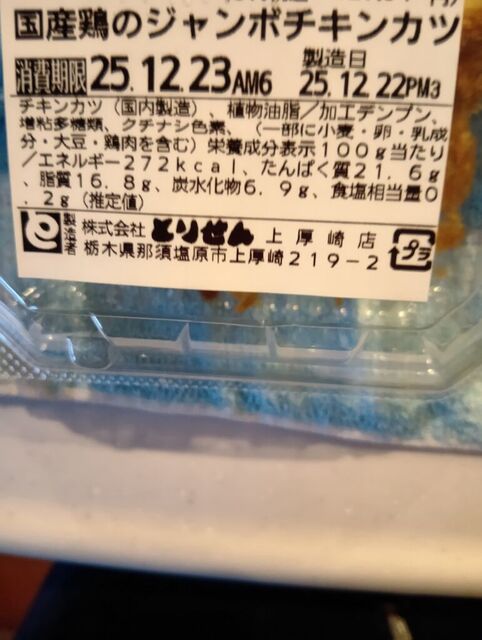 国産鶏のジャンボチキンカツ
製造日
消費期限 25.12.23AM6 25.12.22PM3
チキンカツ（国内製造）、植物油脂／加工デンプン、
増粘多糖類、クチナシ色素、（一部に小麦・卵・乳成
分・大豆・鶏肉を含む）栄養成分表示100g当たり
／エネルギー272kcal、たんぱく質21.6g
、脂質16.8g、炭水化物6.9g、食塩相当量0
.2g（推定値）
製造者 株式会社 とりせん 上厚崎店
栃木県那須塩原市上厚崎219-2
プラ